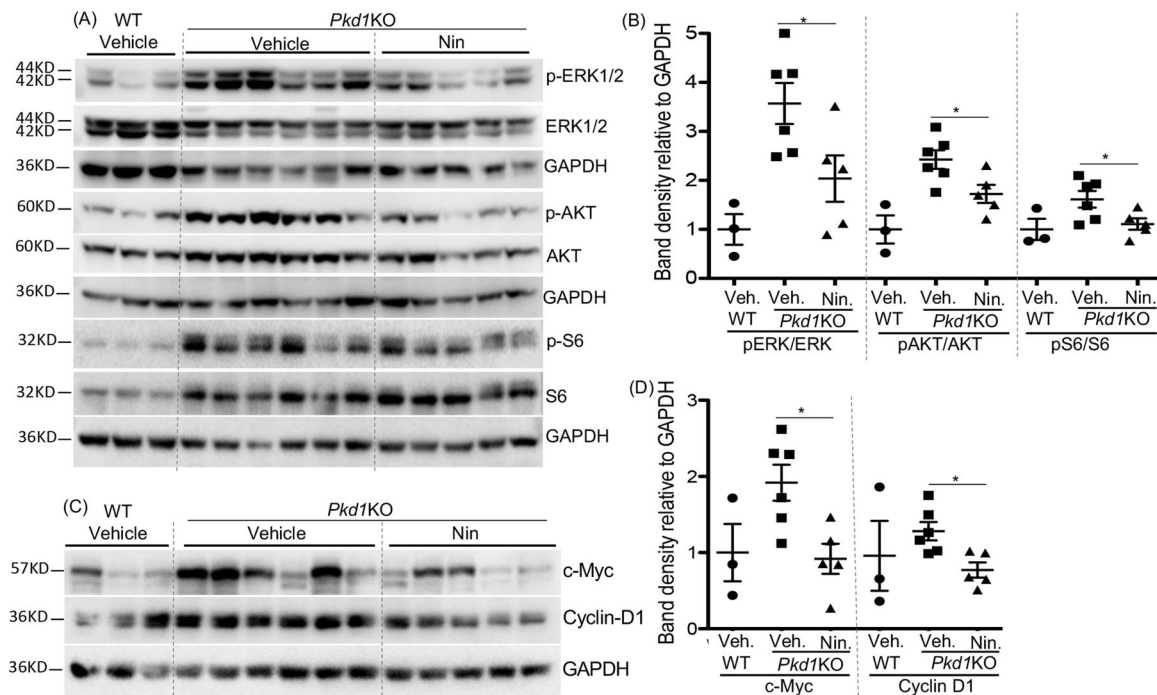 (A)
WT
Pkd1KO
Vehicle
Vehicle
Nin
44KD
42KD
p-ERK1/2
44KD
42KD
ERK1/2
36KD
GAPDH
60KD
p-AKT
60KD
AKT
36KD
GAPDH
32KD
p-S6
32KD
S6
36KD
GAPDH
(B)
Band density relative to GAPDH
5
4
3
2
1
0
*
*
*
Veh. Veh. Nin. Veh. Veh. Nin. Veh. Veh. Nin.
WT Pkd1KO WT Pkd1KO WT Pkd1KO
pERK/ERK pAKT/AKT pS6/S6
(C)
WT
Pkd1KO
Vehicle
Vehicle
Nin
57KD
c-Myc
36KD
Cyclin-D1
36KD
GAPDH
(D)
Band density relative to GAPDH
3
2
1
0
*
*
Veh. Veh. Nin. Veh. Veh. Nin.
WT Pkd1KO WT Pkd1KO
c-Myc Cyclin D1